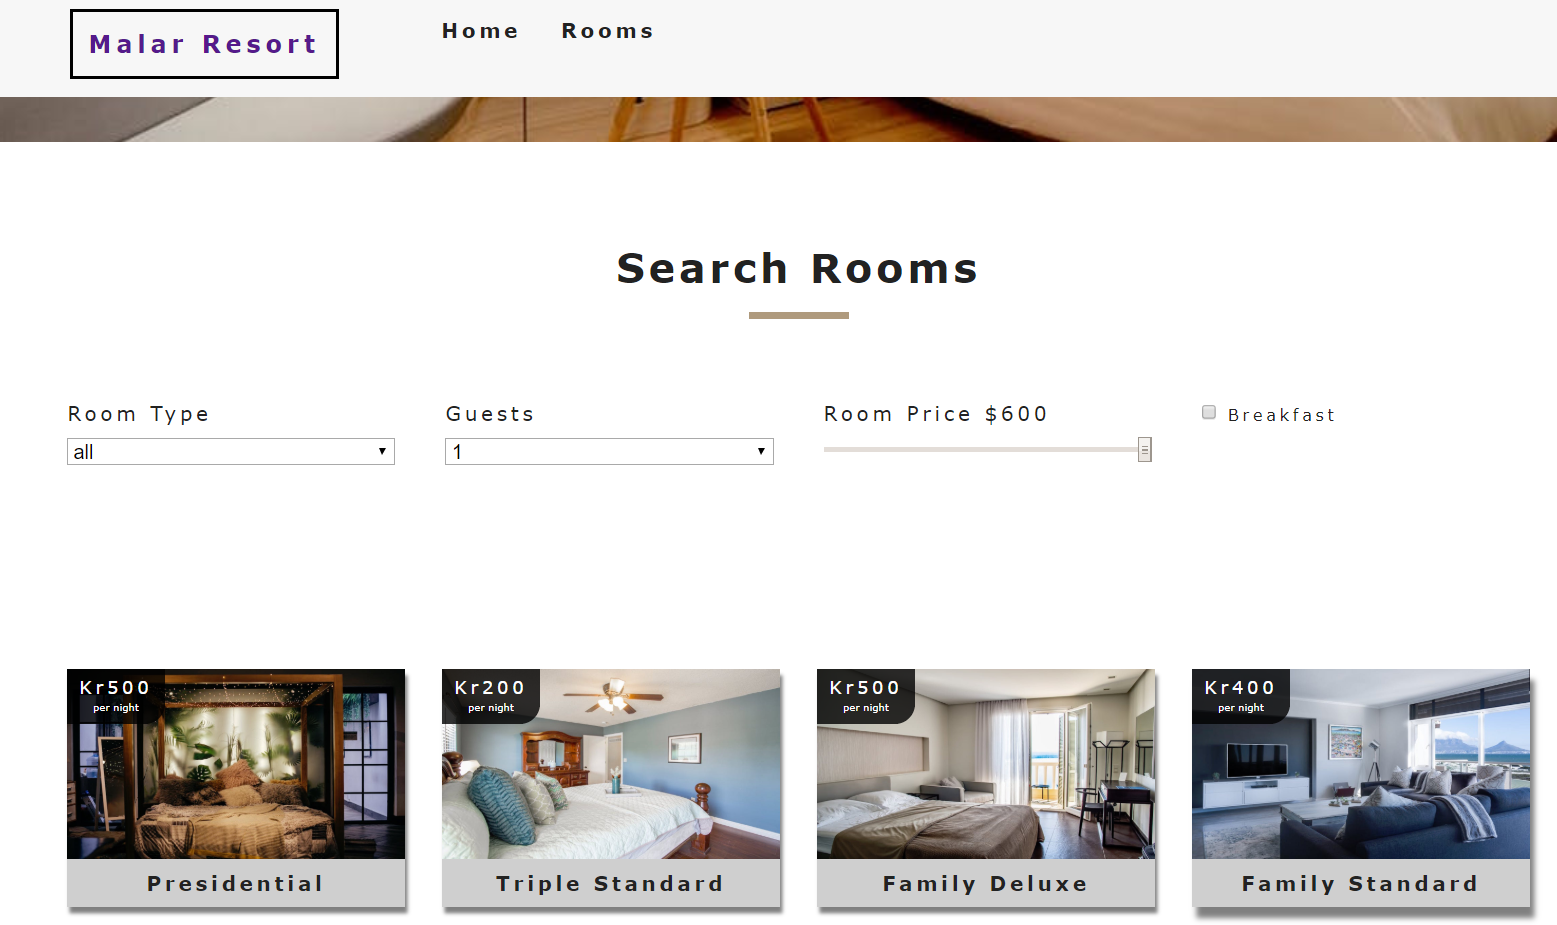 Malar Resort
Home
Rooms
Search Rooms
Room Type
Guests
Room Price $600
Breakfast
all
1
Kr500
per night
Kr200
per night
Kr500
per night
Kr400
per night
Presidential
Triple Standard
Family Deluxe
Family Standard